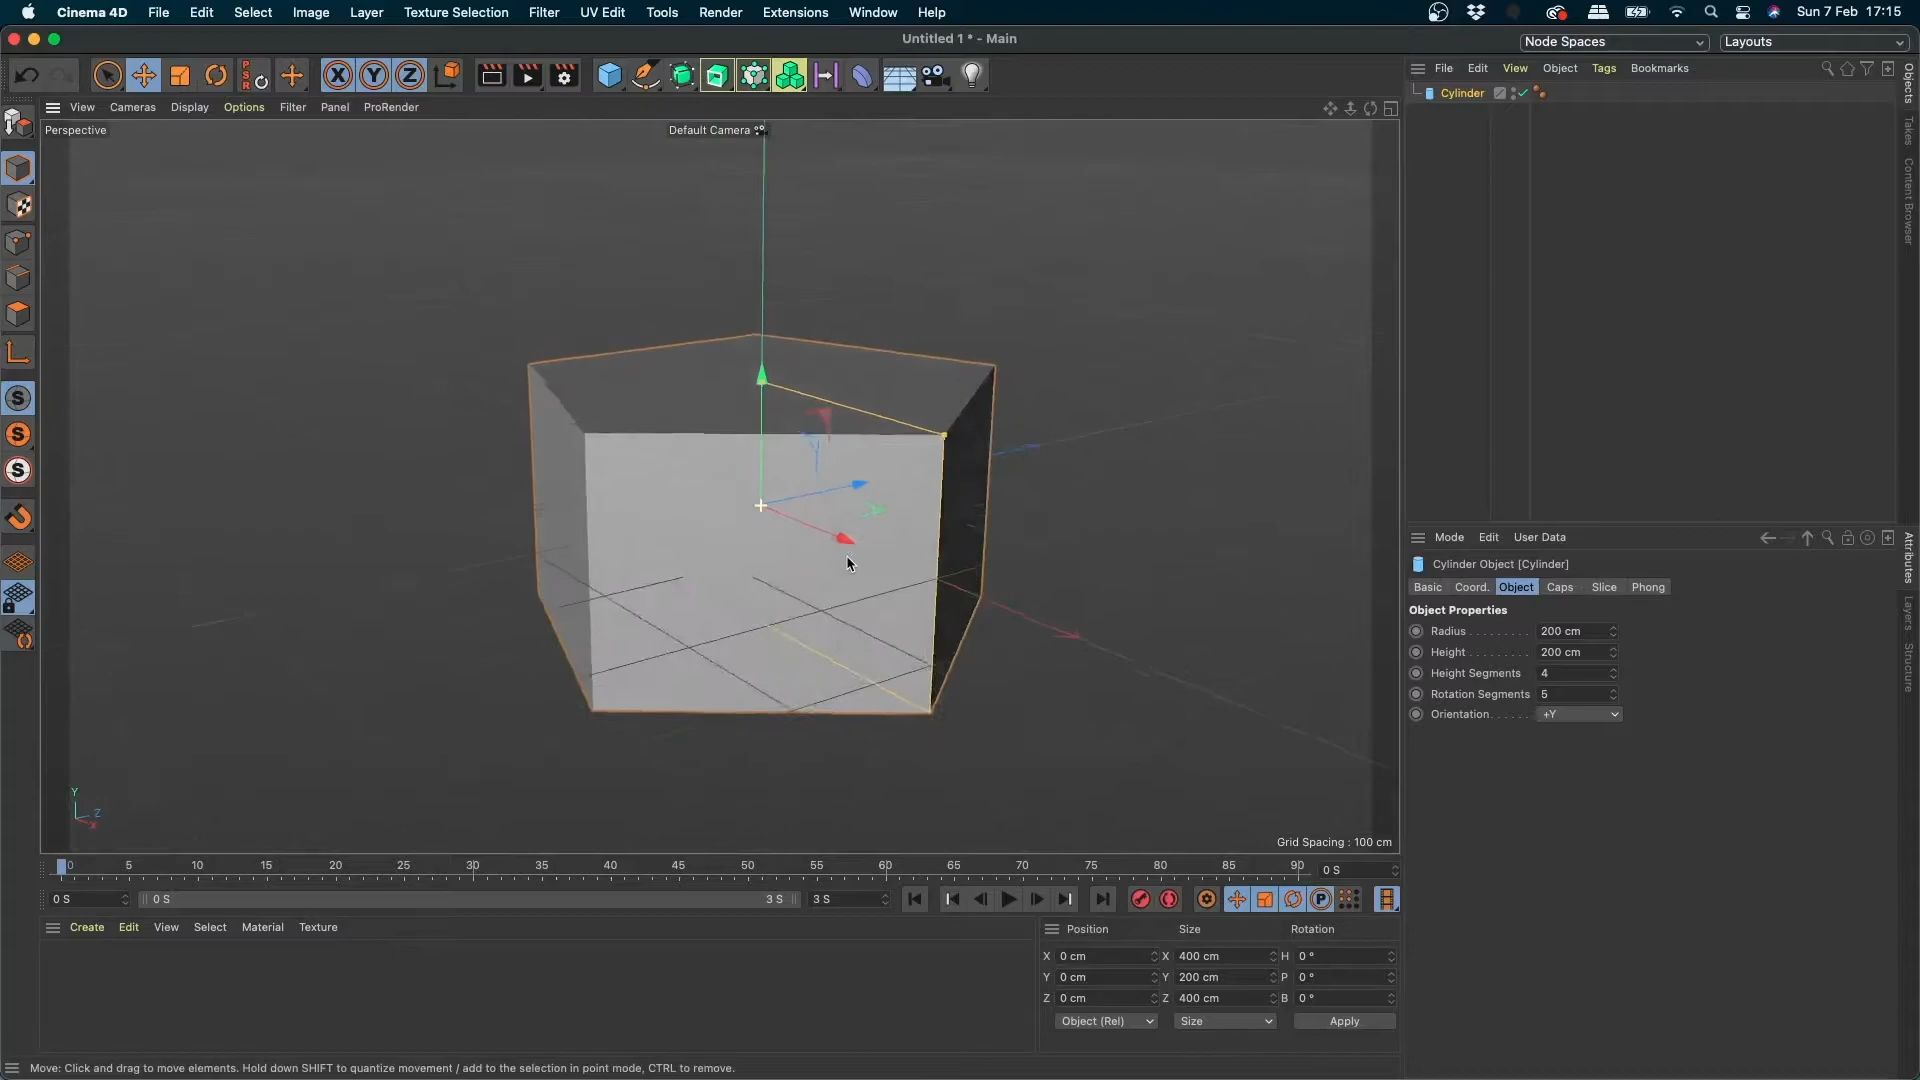 Cinema 4D File Edit Select Image Layer Texture Selection Filter UV Edit Tools Render Extensions Window Help Sun 7 Feb 17:15
Untitled 1 * - Main
Node Spaces Layouts
P S R X Y Z
File Edit View Object Tags Bookmarks
View Cameras Display Options Filter Panel ProRender
Perspective
Default Camera
Cylinder
Objects
Takes
Content Browser
S
S
S
Y
Z
X
Grid Spacing : 100 cm
Mode Edit User Data
Cylinder Object [Cylinder]
Basic Coord. Object Caps Slice Phong
Object Properties
Radius . . . . . . . . . 200 cm
Height . . . . . . . . . 200 cm
Height Segments 4
Rotation Segments 5
Orientation . . . . . . +Y
Attributes
Layers
Structure
0 5 10 15 20 25 30 35 40 45 50 55 60 65 70 75 80 85 90 0 S
0 S 0 S 3 S 3 S P
Create Edit View Select Material Texture
Position Size Rotation
X 0 cm X 400 cm H 0 °
Y 0 cm Y 200 cm P 0 °
Z 0 cm Z 400 cm B 0 °
Object (Rel) Size Apply
Move: Click and drag to move elements. Hold down SHIFT to quantize movement / add to the selection in point mode, CTRL to remove.